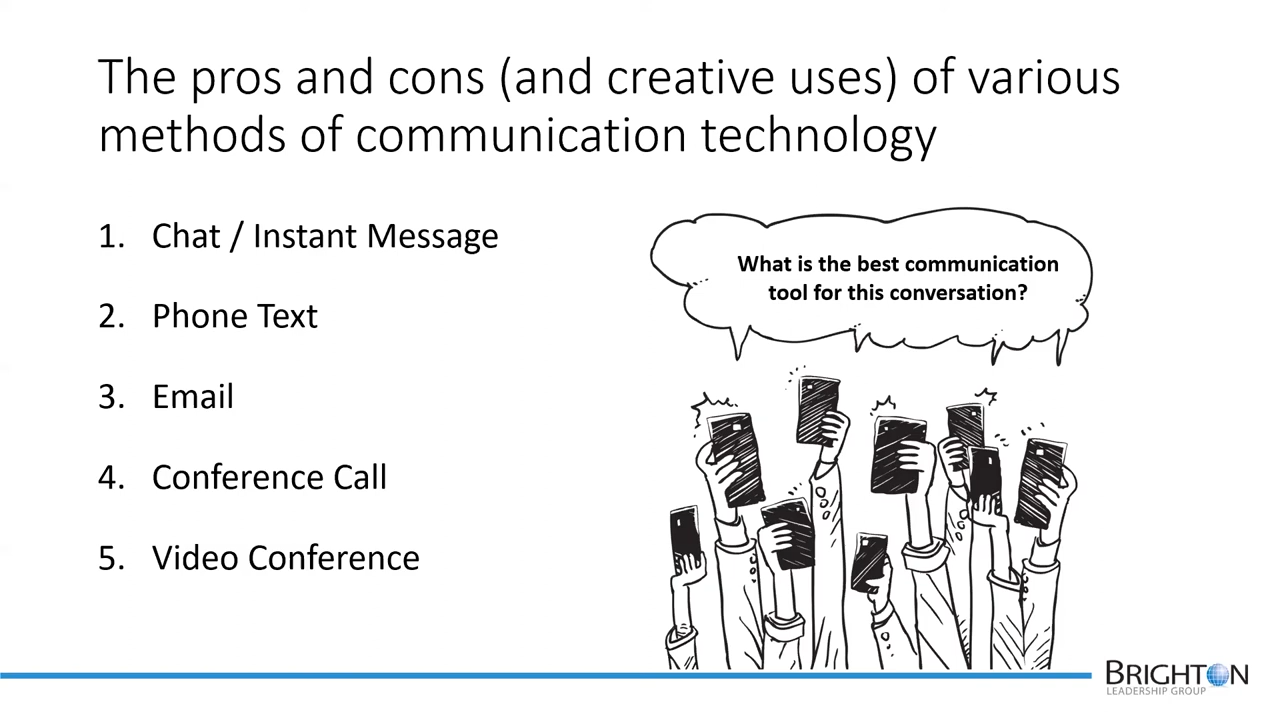 The pros and cons (and creative uses) of various
methods of communication technology
1. Chat / Instant Message
2. Phone Text
3. Email
4. Conference Call
5. Video Conference
What is the best communication
tool for this conversation?
BRIGHTON
LEADERSHIP GROUP